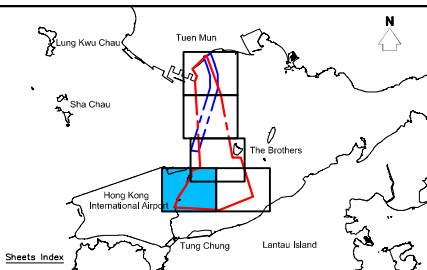 Tuen Mun
N
Lung Kwu Chau
Sha Chau
The Brothers
Hong Kong
International Airport
Tung Chung
Lantau Island
Sheets Index